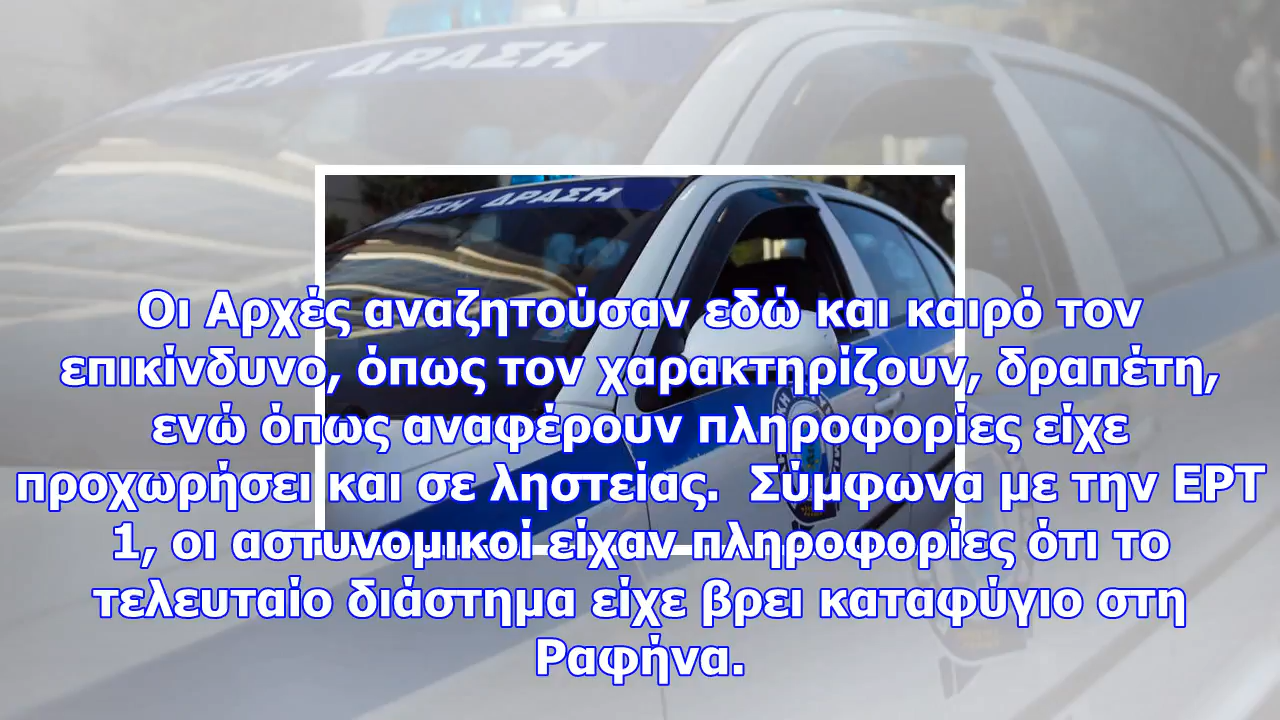 ΔΡΑΣΗ
ΔΡΑΣΗ
Οι Αρχές αναζητούσαν εδώ και καιρό τον
επικίνδυνο, όπως τον χαρακτηρίζουν, δραπέτη,
ενώ όπως αναφέρουν πληροφορίες είχε
προχωρήσει και σε ληστείας.  Σύμφωνα με την ΕΡΤ
1, οι αστυνομικοί είχαν πληροφορίες ότι το
τελευταίο διάστημα είχε βρει καταφύγιο στη
Ραφήνα.